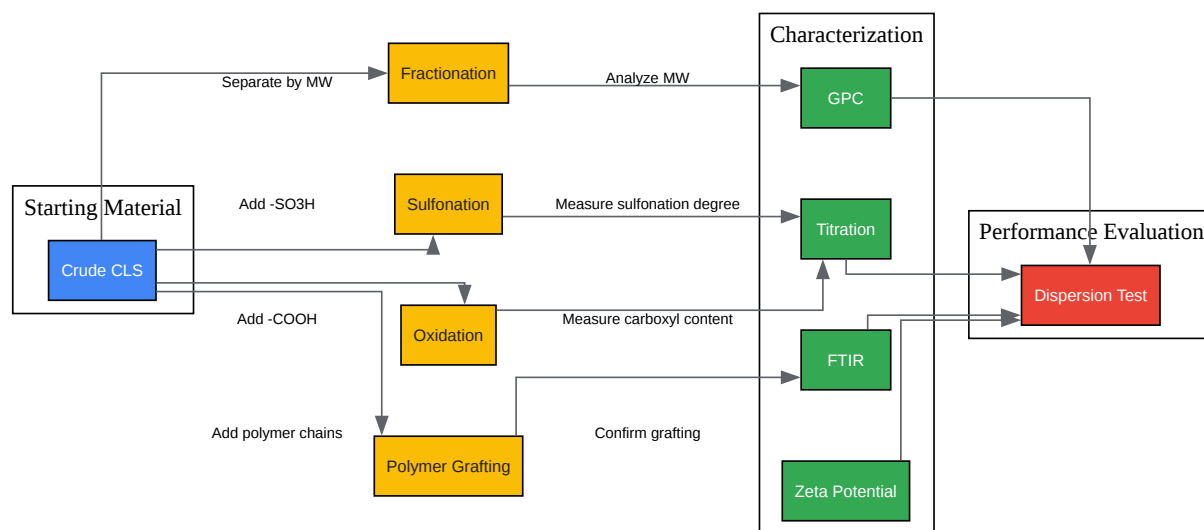 Characterization
Fractionation
Separate by MW
Analyze MW
GPC
Starting Material
Add -SO3H
Sulfonation
Measure sulfonation degree
Titration
Performance Evaluation
Crude CLS
Dispersion Test
Add -COOH
Oxidation
Measure carboxyl content
FTIR
Add polymer chains
Polymer Grafting
Confirm grafting
Zeta Potential